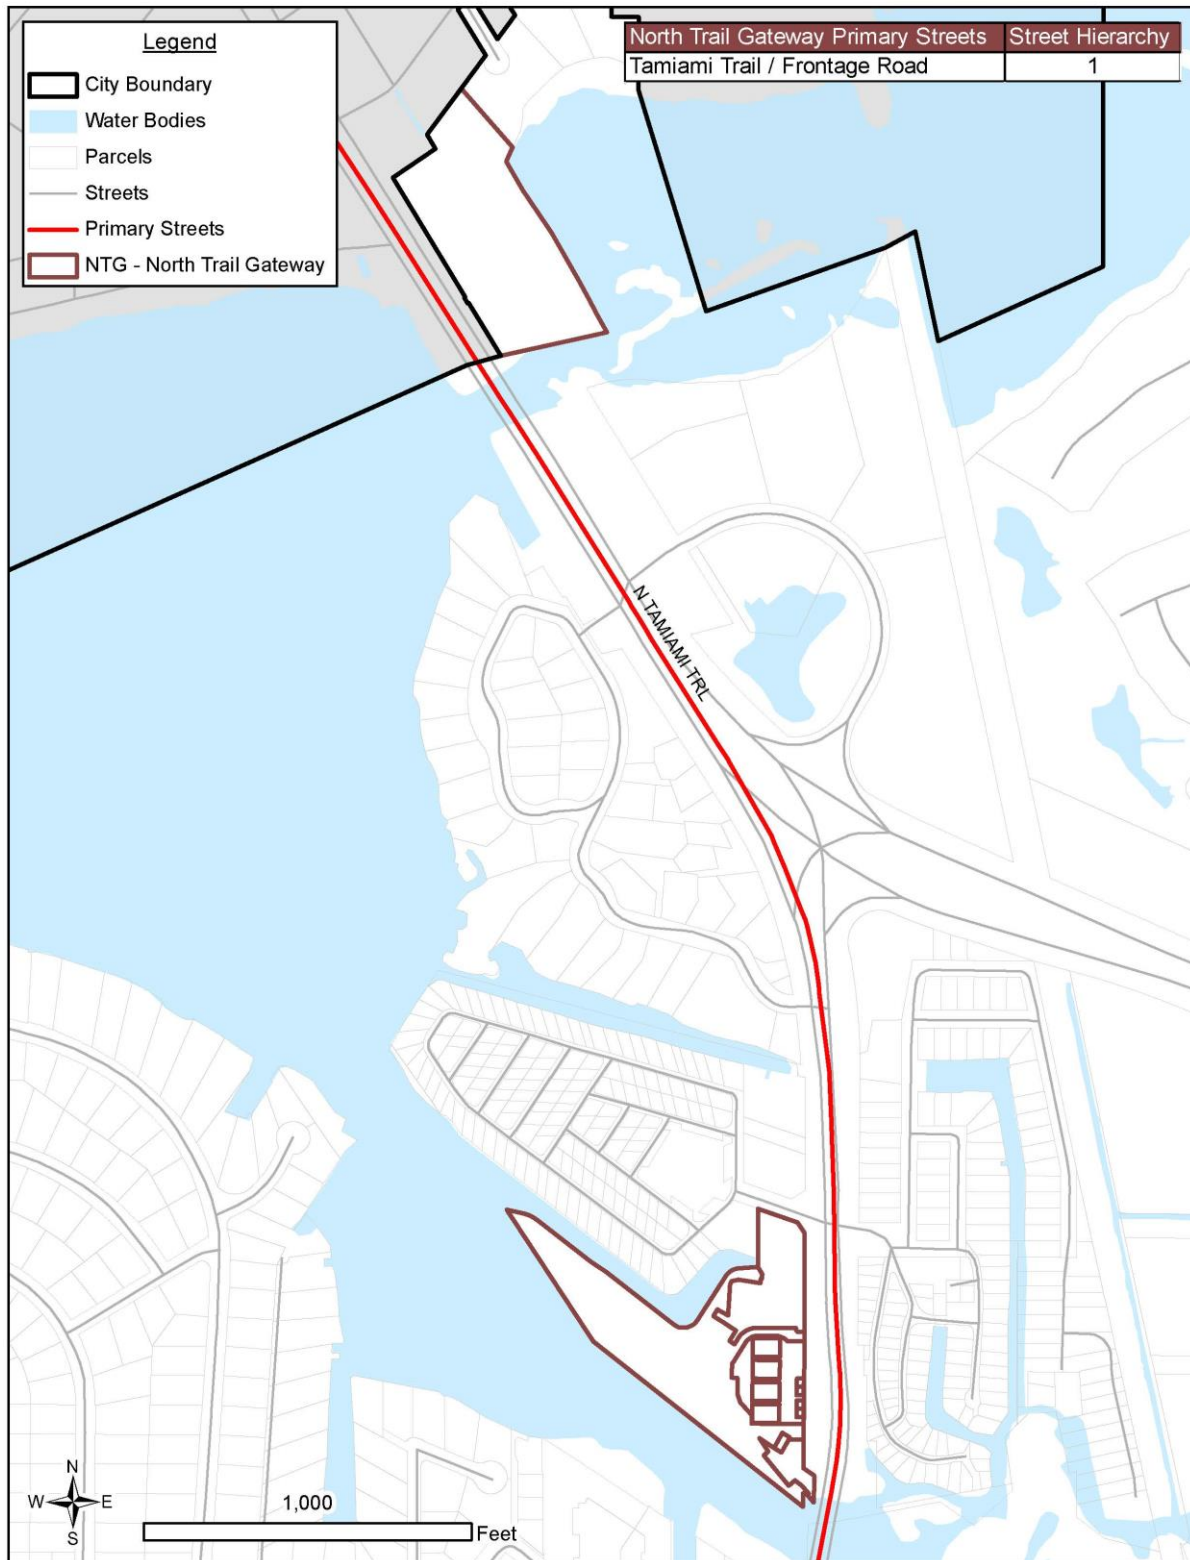 Legend
City Boundary
Water Bodies
Parcels
Streets
Primary Streets
NTG - North Trail Gateway
North Trail Gateway Primary Streets Street Hierarchy
Tamiami Trail / Frontage Road 1
N TAMIAMI TRL
N
W E
S
1,000
Feet